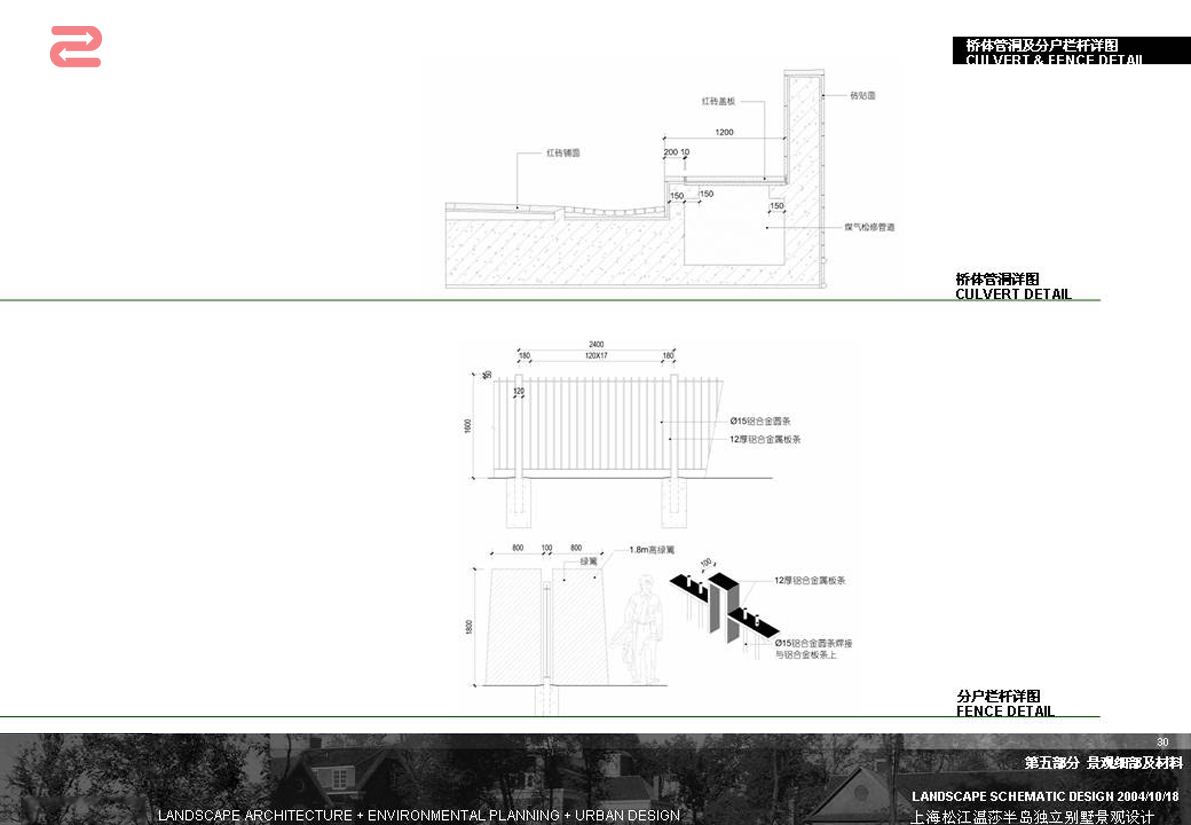 桥体管洞及分户栏杆详图
CULVERT & FENCE DETAIL
砖贴面
红砖盖板
1200
200 10
红砖铺面
150
150
150
煤气检修管道
桥体管洞详图
CULVERT DETAIL
2400
180
120X17
180
50
120
1600
Ø15铝合金圆条
12厚铝合金属板条
800
100
800
1.8m高绿篱
绿篱
1800
100
12厚铝合金属板条
Ø15铝合金圆条焊接
与铝合金板条上
分户栏杆详图
FENCE DETAIL
30
第五部分 景观细部及材料
LANDSCAPE SCHEMATIC DESIGN 2004/10/18
LANDSCAPE ARCHITECTURE + ENVIRONMENTAL PLANNING + URBAN DESIGN
上海松江温莎半岛独立别墅景观设计